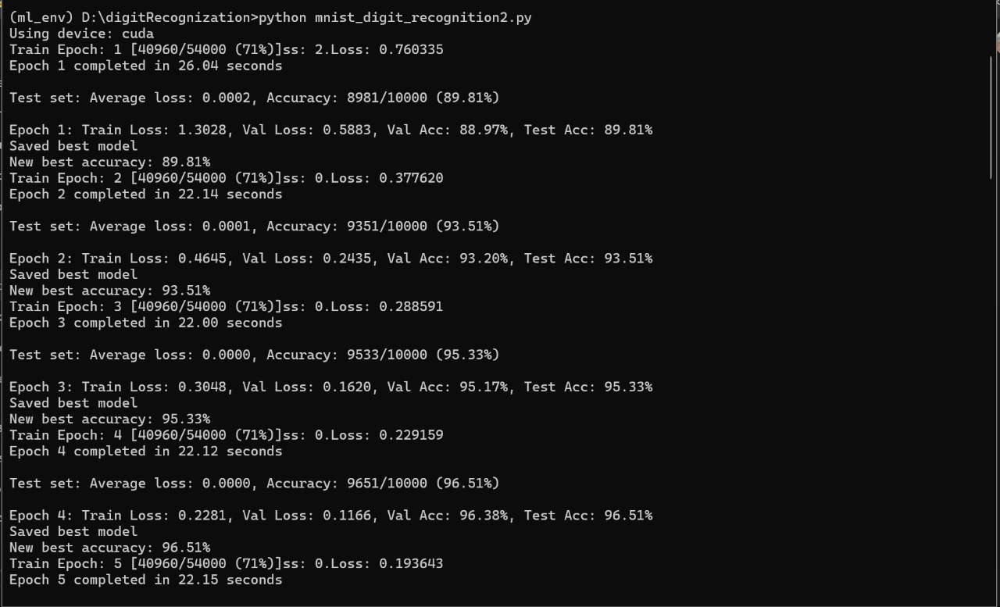 (ml_env) D:\digitRecognization>python mnist_digit_recognition2.py
Using device: cuda
Train Epoch: 1 [40960/54000 (71%)]ss: 2.Loss: 0.760335
Epoch 1 completed in 26.04 seconds
Test set: Average loss: 0.0002, Accuracy: 8981/10000 (89.81%)
Epoch 1: Train Loss: 1.3028, Val Loss: 0.5883, Val Acc: 88.97%, Test Acc: 89.81%
Saved best model
New best accuracy: 89.81%
Train Epoch: 2 [40960/54000 (71%)]ss: 0.Loss: 0.377620
Epoch 2 completed in 22.14 seconds
Test set: Average loss: 0.0001, Accuracy: 9351/10000 (93.51%)
Epoch 2: Train Loss: 0.4645, Val Loss: 0.2435, Val Acc: 93.20%, Test Acc: 93.51%
Saved best model
New best accuracy: 93.51%
Train Epoch: 3 [40960/54000 (71%)]ss: 0.Loss: 0.288591
Epoch 3 completed in 22.00 seconds
Test set: Average loss: 0.0000, Accuracy: 9533/10000 (95.33%)
Epoch 3: Train Loss: 0.3048, Val Loss: 0.1620, Val Acc: 95.17%, Test Acc: 95.33%
Saved best model
New best accuracy: 95.33%
Train Epoch: 4 [40960/54000 (71%)]ss: 0.Loss: 0.229159
Epoch 4 completed in 22.12 seconds
Test set: Average loss: 0.0000, Accuracy: 9651/10000 (96.51%)
Epoch 4: Train Loss: 0.2281, Val Loss: 0.1166, Val Acc: 96.38%, Test Acc: 96.51%
Saved best model
New best accuracy: 96.51%
Train Epoch: 5 [40960/54000 (71%)]ss: 0.Loss: 0.193643
Epoch 5 completed in 22.15 seconds